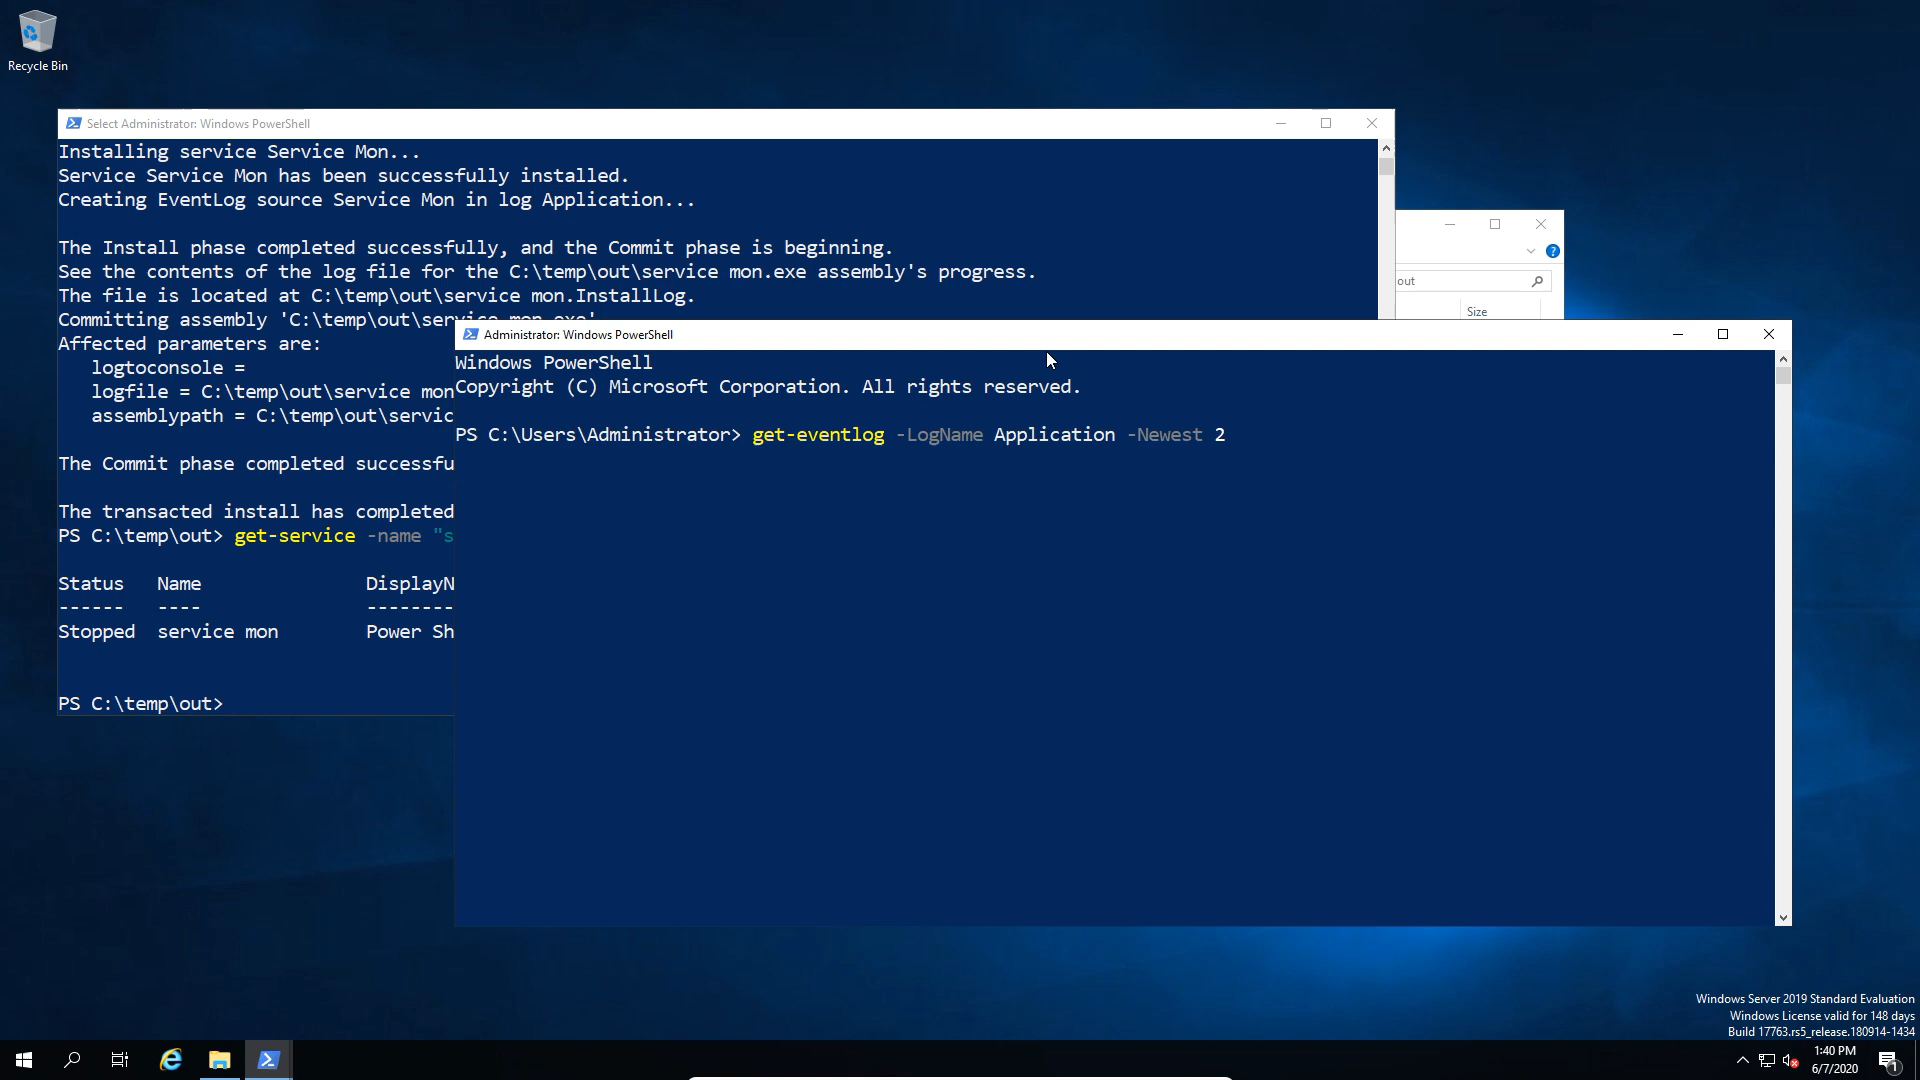 Recycle Bin
Select Administrator: Windows PowerShell
Installing service Service Mon...
Service Service Mon has been successfully installed.
Creating EventLog source Service Mon in log Application...
The Install phase completed successfully, and the Commit phase is beginning.
See the contents of the log file for the C:\temp\out\service mon.exe assembly's progress.
The file is located at C:\temp\out\service mon.InstallLog.
Committing assembly 'C:\temp\out\service mon.exe'.
Affected parameters are:
logtoconsole =
logfile = C:\temp\out\service mon
assemblypath = C:\temp\out\servic
The Commit phase completed successfu
The transacted install has completed
PS C:\temp\out> get-service -name "s
Status Name DisplayN
------ ---- --------
Stopped service mon Power Sh
PS C:\temp\out>
out
Size
Administrator: Windows PowerShell
Windows PowerShell
Copyright (C) Microsoft Corporation. All rights reserved.
PS C:\Users\Administrator> get-eventlog -LogName Application -Newest 2
Windows Server 2019 Standard Evaluation
Windows License valid for 148 days
Build 17763.rs5_release.180914-1434
1:40 PM
6/7/2020
1